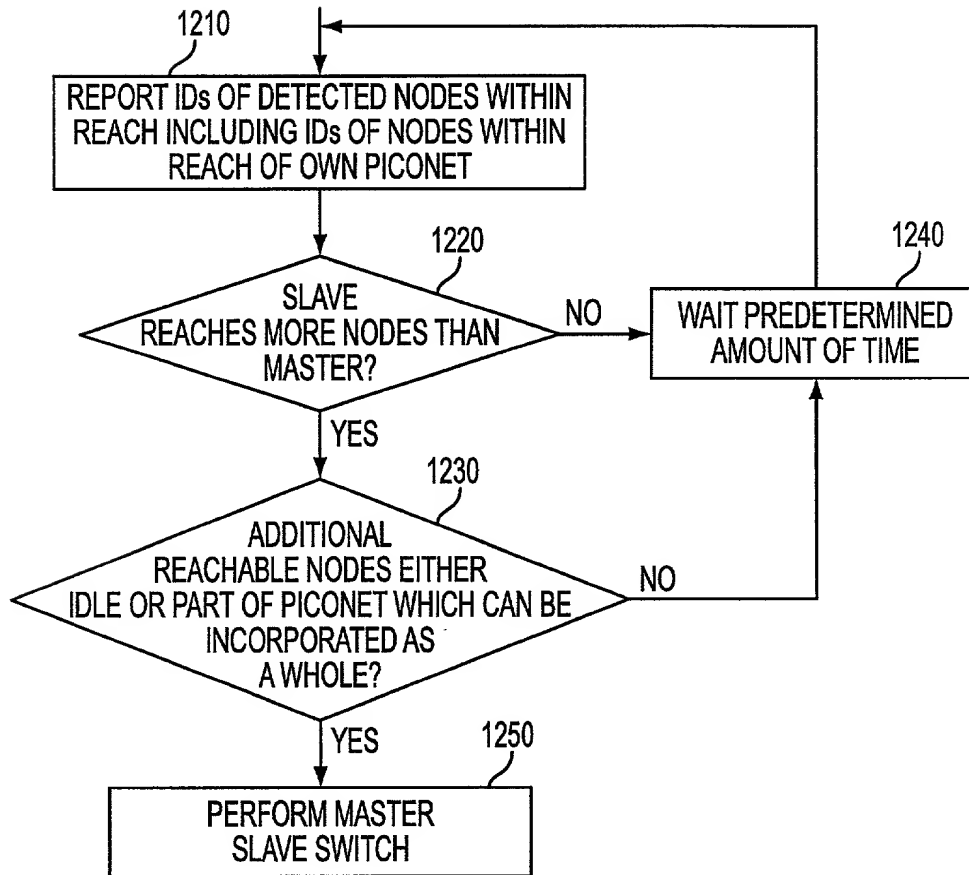 1210
REPORT IDs OF DETECTED NODES WITHIN
REACH INCLUDING IDs OF NODES WITHIN
REACH OF OWN PICONET
1220
SLAVE
REACHES MORE NODES THAN
MASTER?
NO
1240
WAIT PREDETERMINED
AMOUNT OF TIME
YES
1230
ADDITIONAL
REACHABLE NODES EITHER
IDLE OR PART OF PICONET WHICH CAN BE
INCORPORATED AS
A WHOLE?
NO
YES
1250
PERFORM MASTER
SLAVE SWITCH